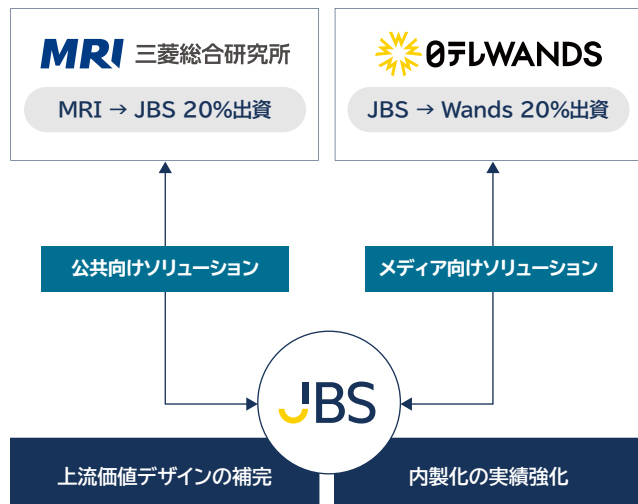 MRI 三菱総合研究所
MRI → JBS 20%出資
日テレWANDS
JBS → Wands 20%出資
公共向けソリューション
メディア向けソリューション
JBS
上流価値デザインの補完
内製化の実績強化